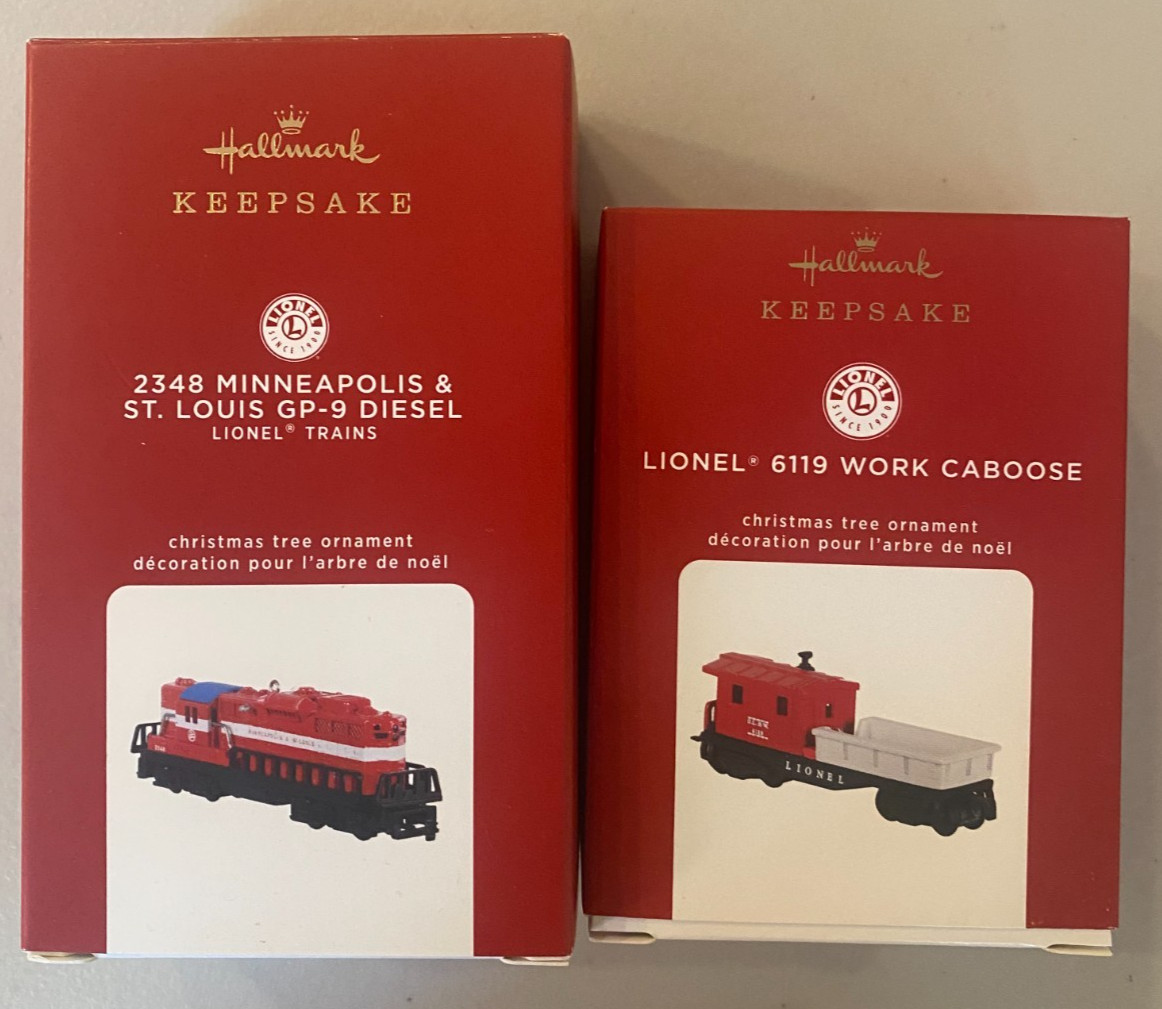 Hallmark
KEEPSAKE
LIONEL
L
SINCE 1900
2348 MINNEAPOLIS &
ST. LOUIS GP-9 DIESEL
LIONEL® TRAINS
christmas tree ornament
décoration pour l'arbre de noël
Hallmark
KEEPSAKE
LIONEL
L
SINCE 1900
LIONEL® 6119 WORK CABOOSE
christmas tree ornament
décoration pour l'arbre de noël
LIONEL